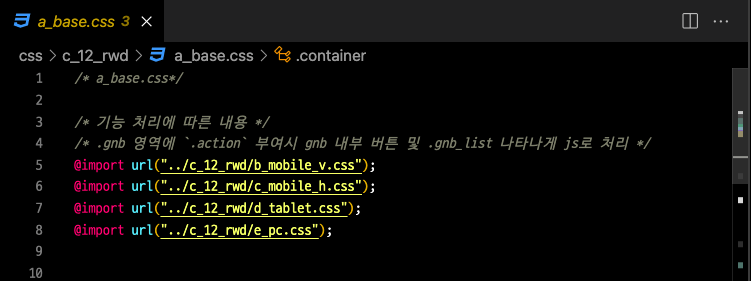 a_base.css 3 ×
css > c_12_rwd > a_base.css > .container
1 /* a_base.css*/
2
3 /* 기능 처리에 따른 내용 */
4 /* .gnb 영역에 `.action` 부여시 gnb 내부 버튼 및 .gnb_list 나타나게 js로 처리 */
5 @import url("../c_12_rwd/b_mobile_v.css");
6 @import url("../c_12_rwd/c_mobile_h.css");
7 @import url("../c_12_rwd/d_tablet.css");
8 @import url("../c_12_rwd/e_pc.css");
9
10